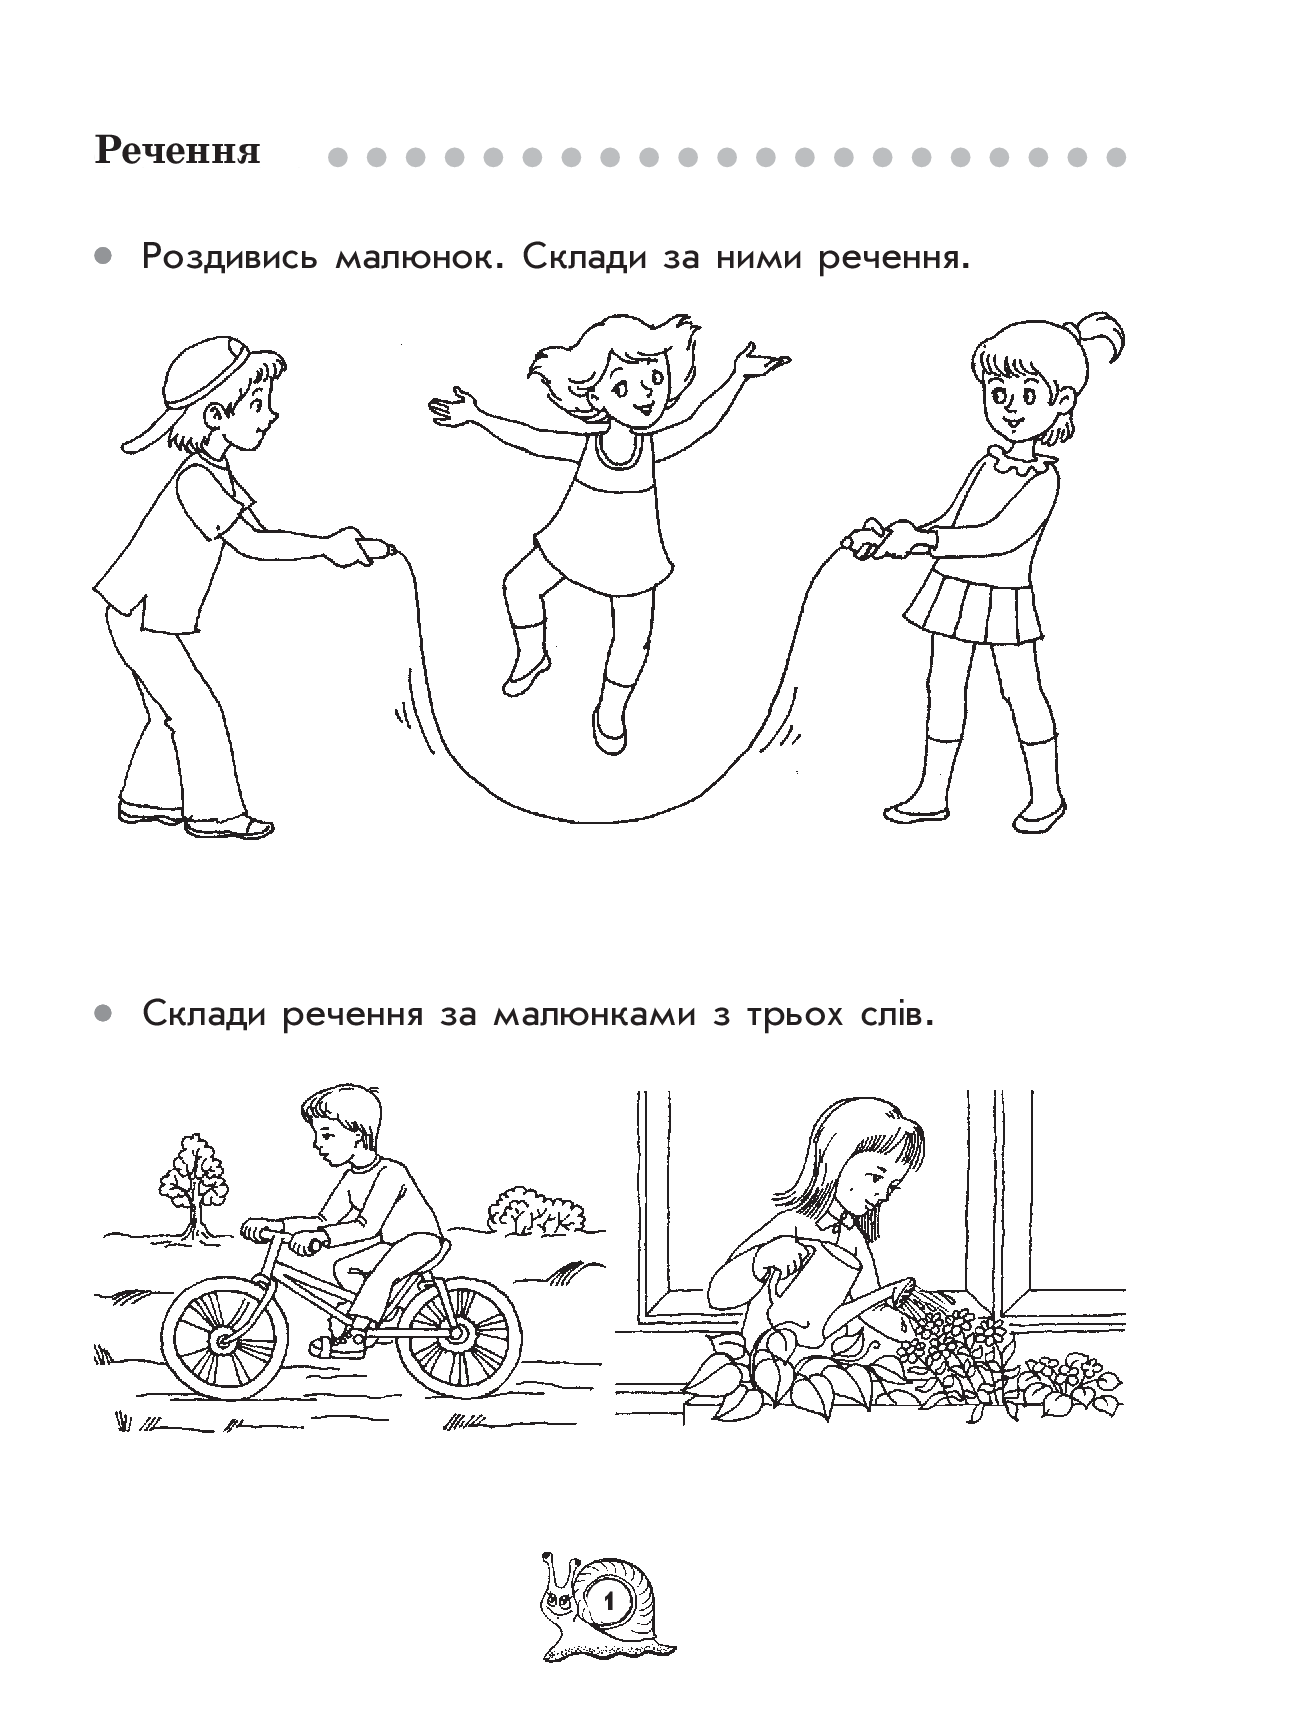 Речення
Роздивись малюнок. Склади за ними речення.
Склади речення за малюнками з трьох слів.
1